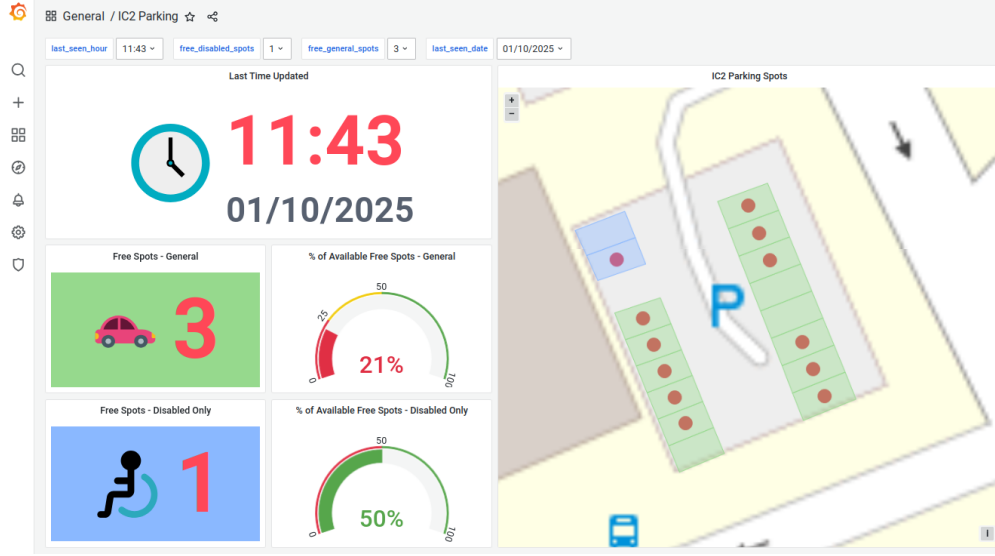 General / IC2 Parking
last_seen_hour 11:43 free_disabled_spots 1 free_general_spots 3 last_seen_date 01/10/2025
Last Time Updated
11:43
01/10/2025
Free Spots - General
3
% of Available Free Spots - General
0 25 50 100
21%
Free Spots - Disabled Only
1
% of Available Free Spots - Disabled Only
0 50 100
50%
IC2 Parking Spots
+
−
P
I